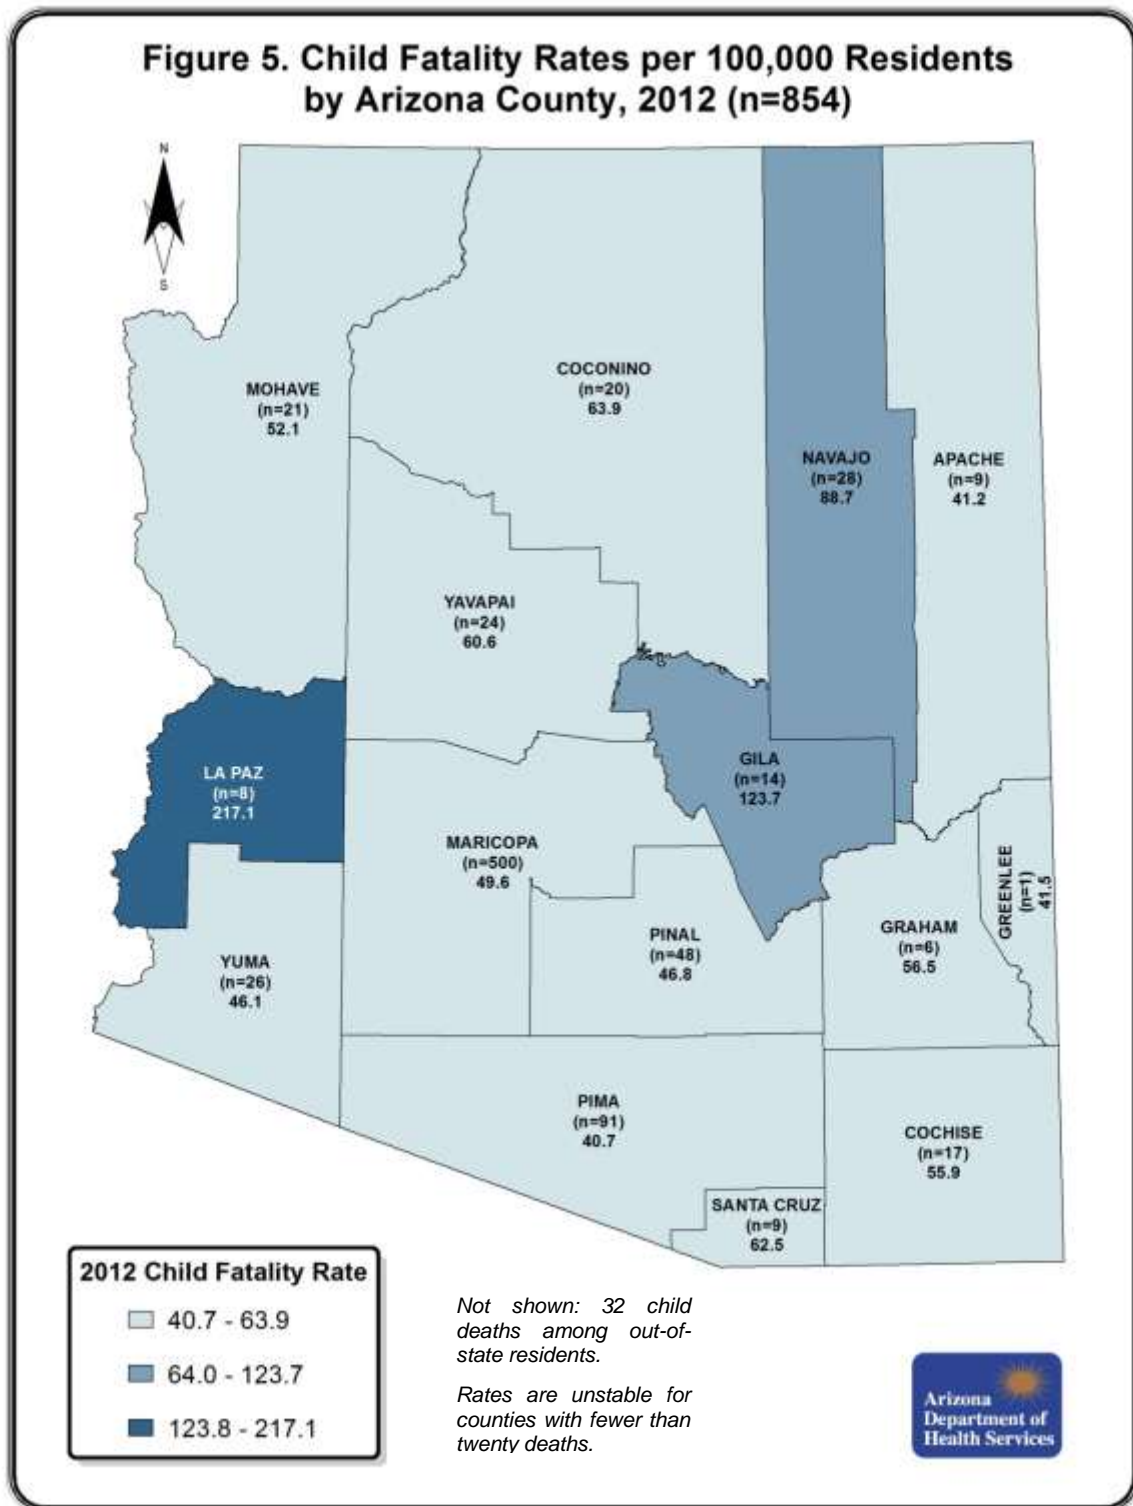 Figure 5. Child Fatality Rates per 100,000 Residents
by Arizona County, 2012 (n=854)
N
S
MOHAVE
(n=21)
52.1
COCONINO
(n=20)
63.9
NAVAJO
(n=28)
88.7
APACHE
(n=9)
41.2
YAVAPAI
(n=24)
60.6
LA PAZ
(n=8)
217.1
GILA
(n=14)
123.7
MARICOPA
(n=500)
49.6
GREENLEE
(n=1)
41.5
PINAL
(n=48)
46.8
GRAHAM
(n=6)
56.5
YUMA
(n=26)
46.1
PIMA
(n=91)
40.7
COCHISE
(n=17)
55.9
SANTA CRUZ
(n=9)
62.5
2012 Child Fatality Rate
40.7 - 63.9
64.0 - 123.7
123.8 - 217.1
Not shown: 32 child
deaths among out-of-
state residents.
Rates are unstable for
counties with fewer than
twenty deaths.
Arizona
Department of
Health Services